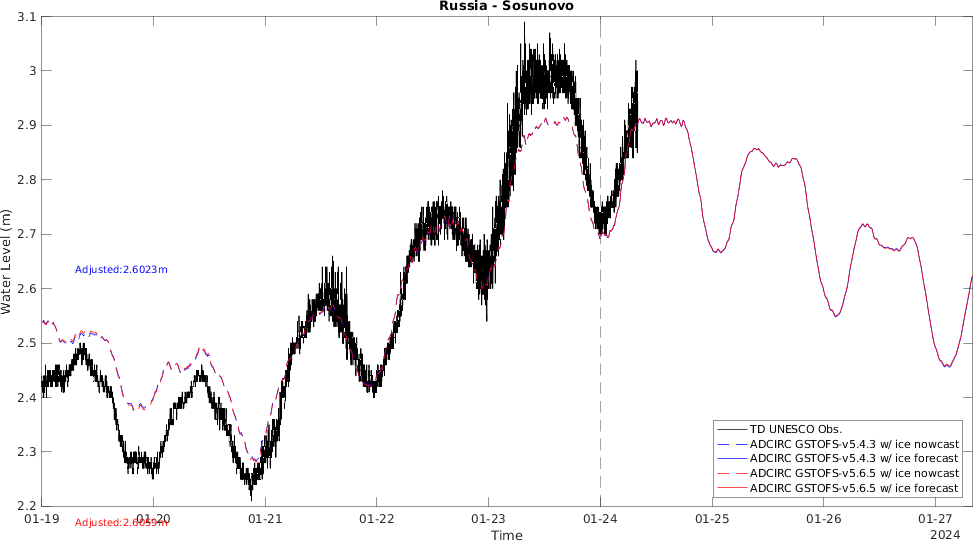 Russia - Sosunovo
3.1
3
2.9
2.8
2.7
2.6
2.5
2.4
2.3
2.2
Water Level (m)
Adjusted:2.6023m
TD UNESCO Obs.
ADCIRC GSTOFS-v5.4.3 w/ ice nowcast
ADCIRC GSTOFS-v5.4.3 w/ ice forecast
ADCIRC GSTOFS-v5.6.5 w/ ice nowcast
ADCIRC GSTOFS-v5.6.5 w/ ice forecast
01-19 01-20 01-21 01-22 01-23 01-24 01-25 01-26 01-27
Adjusted:2.6059m
Time
2024